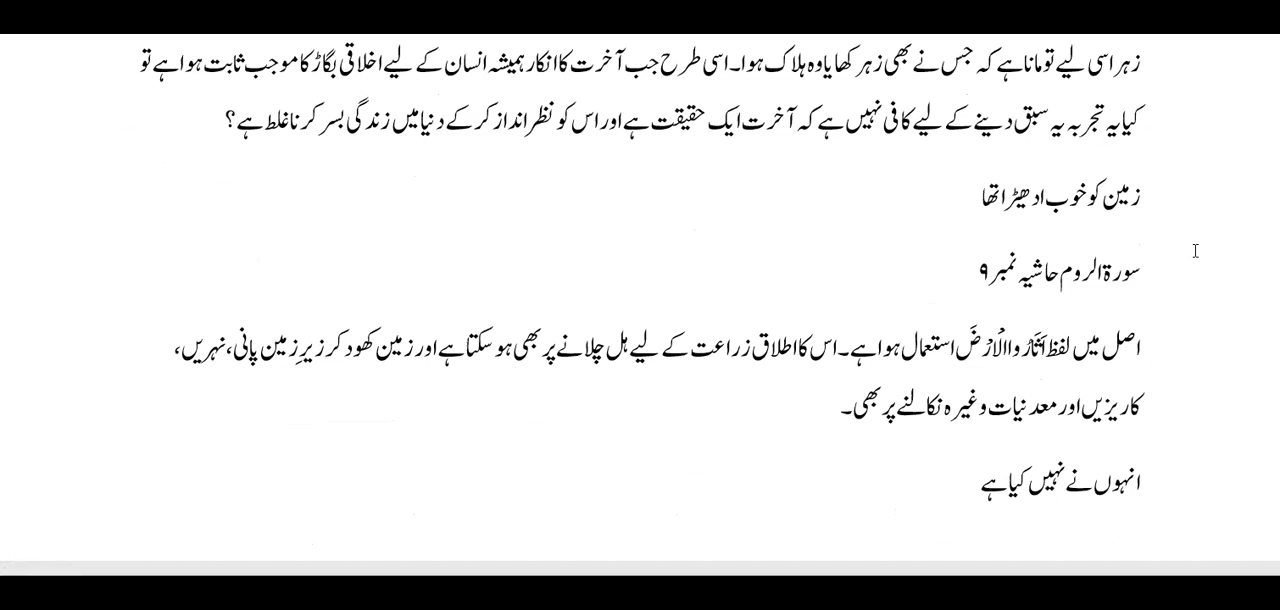 زہر اسی لیے تو مانا ہے کہ جس نے بھی زہر کھایا وہ ہلاک ہوا۔ اسی طرح جب آخرت کا انکار ہمیشہ انسان کے لیے اخلاقی بگاڑ کا موجب ثابت ہوا ہے تو
کیا یہ تجربہ یہ سبق دینے کے لیے کافی نہیں ہے کہ آخرت ایک حقیقت ہے اور اس کو نظر انداز کر کے دنیا میں زندگی بسر کرنا غلط ہے؟
زمین کو خوب ادھیڑا تھا
سورۃ الروم حاشیہ نمبر ۹
اصل میں لفظ اَثَارُوا الْاَرْضَ استعمال ہوا ہے۔ اس کا اطلاق زراعت کے لیے ہل چلانے پر بھی ہو سکتا ہے اور زمین کھود کر زیرِ زمین پانی، نہریں،
کاریزیں اور معدنیات وغیرہ نکالنے پر بھی۔
انہوں نے نہیں کیا ہے